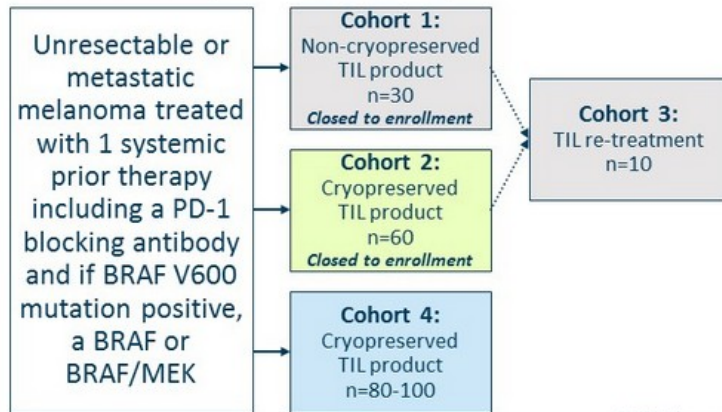 Unresectable or
metastatic
melanoma treated
with 1 systemic
prior therapy
including a PD-1
blocking antibody
and if BRAF V600
mutation positive,
a BRAF or
BRAF/MEK
Cohort 1:
Non-cryopreserved
TIL product
n=30
Closed to enrollment
Cohort 2:
Cryopreserved
TIL product
n=60
Closed to enrollment
Cohort 4:
Cryopreserved
TIL product
n=80-100
Cohort 3:
TIL re-treatment
n=10